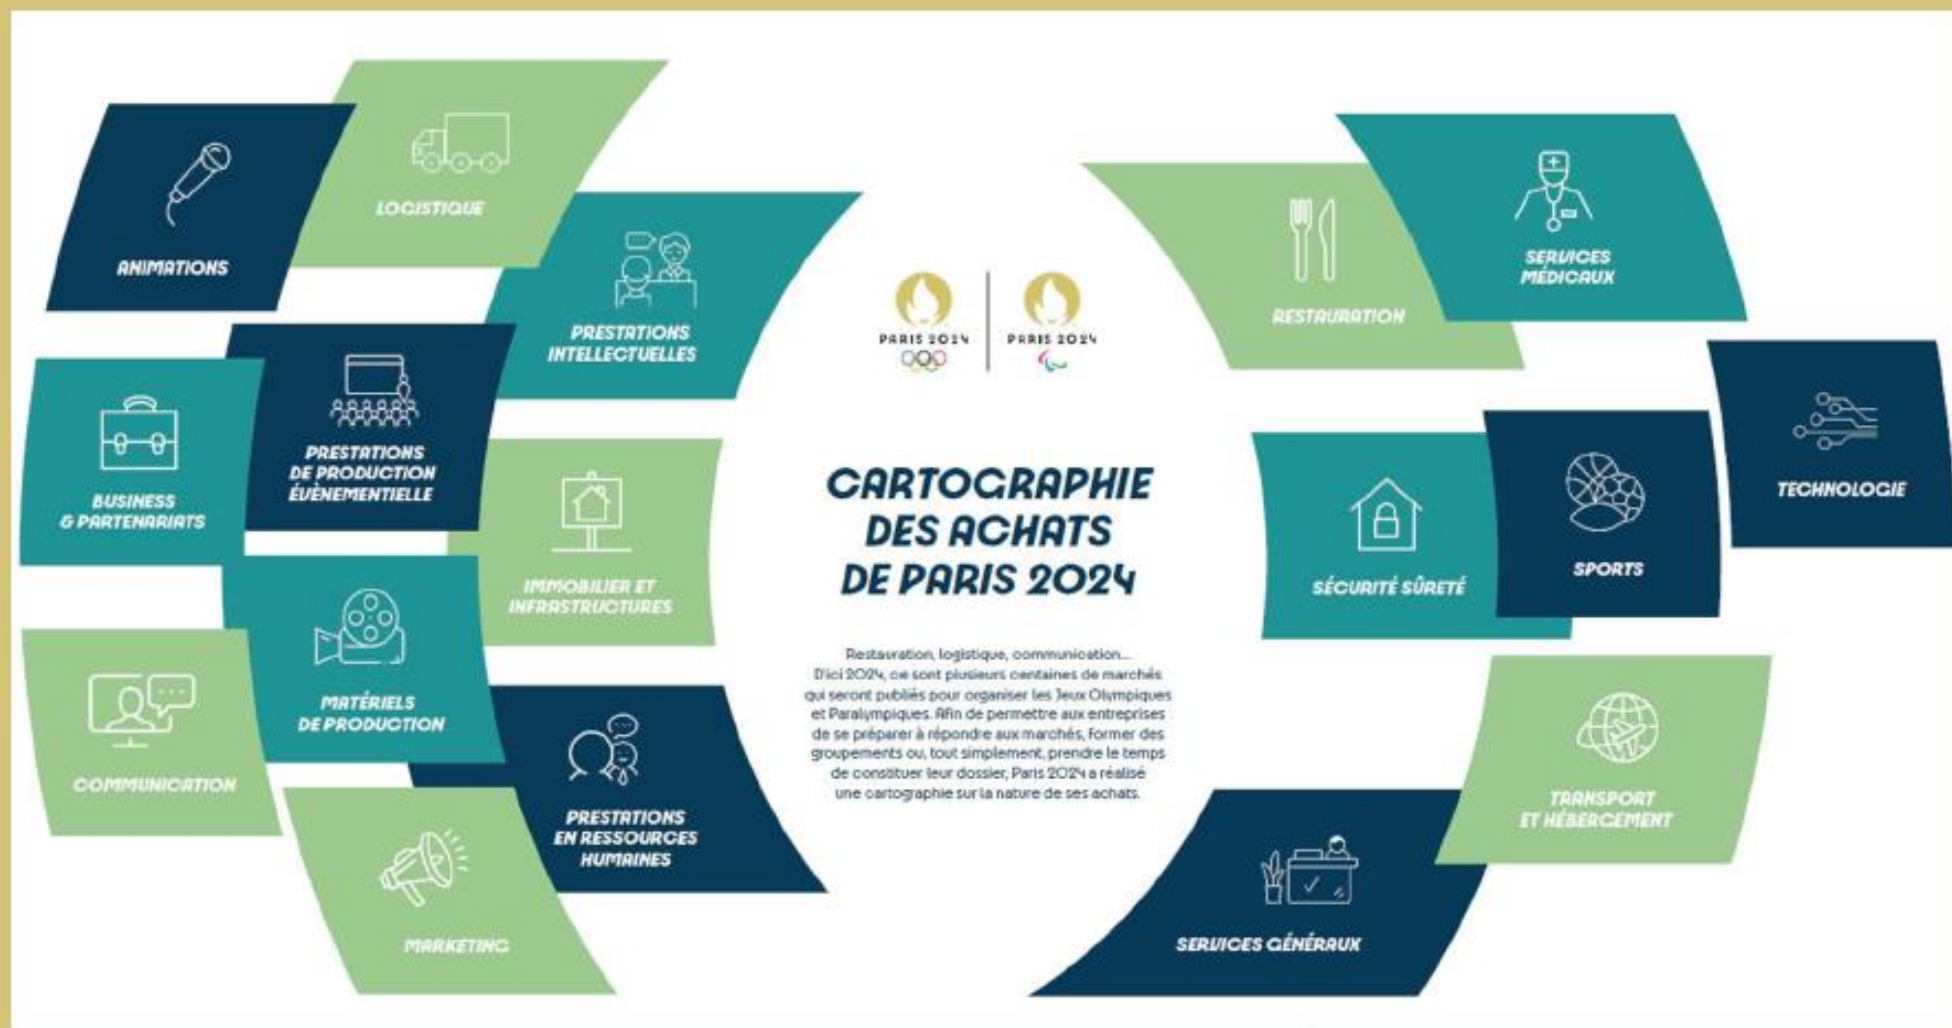 ANIMATIONS
LOGISTIQUE
PRESTATIONS
INTELLECTUELLES
BUSINESS
& PARTENARIATS
PRESTATIONS
DE PRODUCTION
ÉVÈNEMENTIELLE
IMMOBILIER ET
INFRASTRUCTURES
COMMUNICATION
MATÉRIELS
DE PRODUCTION
MARKETING
PRESTATIONS
EN RESSOURCES
HUMAINES
PARIS 2024
PARIS 2024
CARTOGRAPHIE
DES ACHATS
DE PARIS 2024
Restauration, logistique, communication...
D'ici 2024, ce sont plusieurs centaines de marchés
qui seront publiés pour organiser les Jeux Olympiques
et Paralympiques. Afin de permettre aux entreprises
de se préparer à répondre aux marchés, former des
groupements ou, tout simplement, prendre le temps
de constituer leur dossier, Paris 2024 a réalisé
une cartographie sur la nature de ses achats.
RESTAURATION
SERVICES
MÉDICAUX
SÉCURITÉ SÛRETÉ
SPORTS
TECHNOLOGIE
TRANSPORT
ET HÉBERGEMENT
SERVICES GÉNÉRAUX